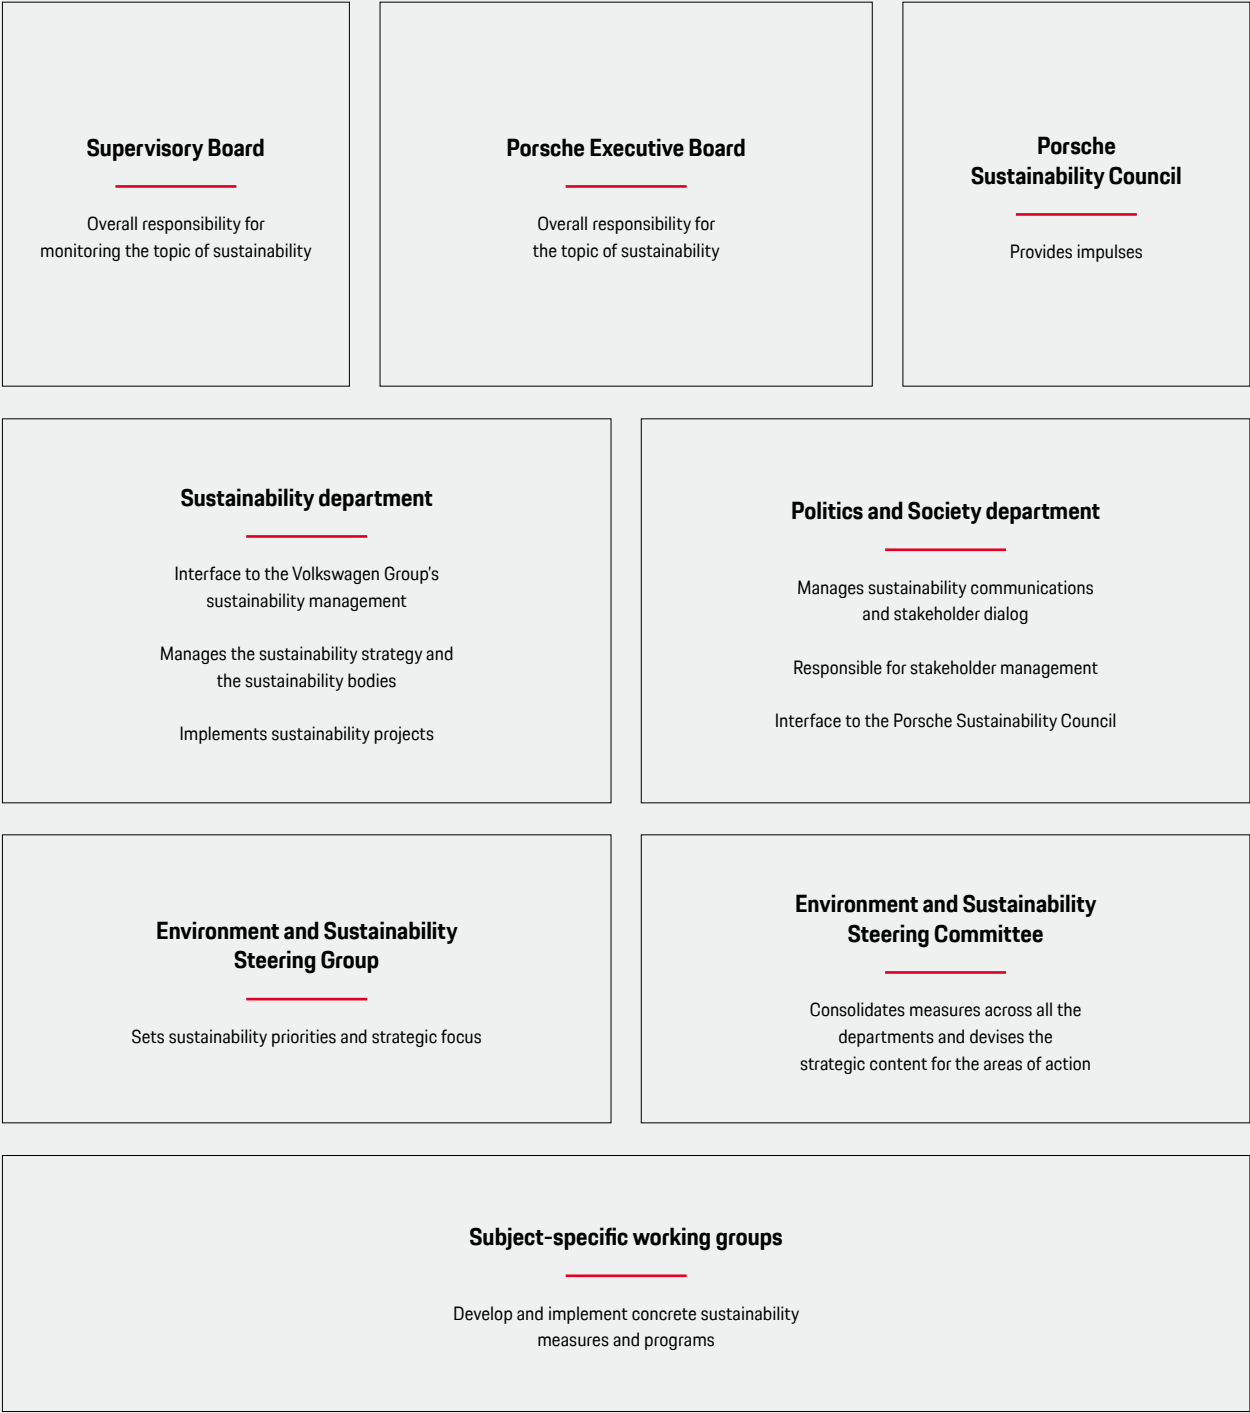 Supervisory Board
Overall responsibility for
monitoring the topic of sustainability
Porsche Executive Board
Overall responsibility for
the topic of sustainability
Porsche
Sustainability Council
Provides impulses
Sustainability department
Interface to the Volkswagen Group's
sustainability management
Manages the sustainability strategy and
the sustainability bodies
Implements sustainability projects
Politics and Society department
Manages sustainability communications
and stakeholder dialog
Responsible for stakeholder management
Interface to the Porsche Sustainability Council
Environment and Sustainability
Steering Group
Sets sustainability priorities and strategic focus
Environment and Sustainability
Steering Committee
Consolidates measures across all the
departments and devises the
strategic content for the areas of action
Subject-specific working groups
Develop and implement concrete sustainability
measures and programs